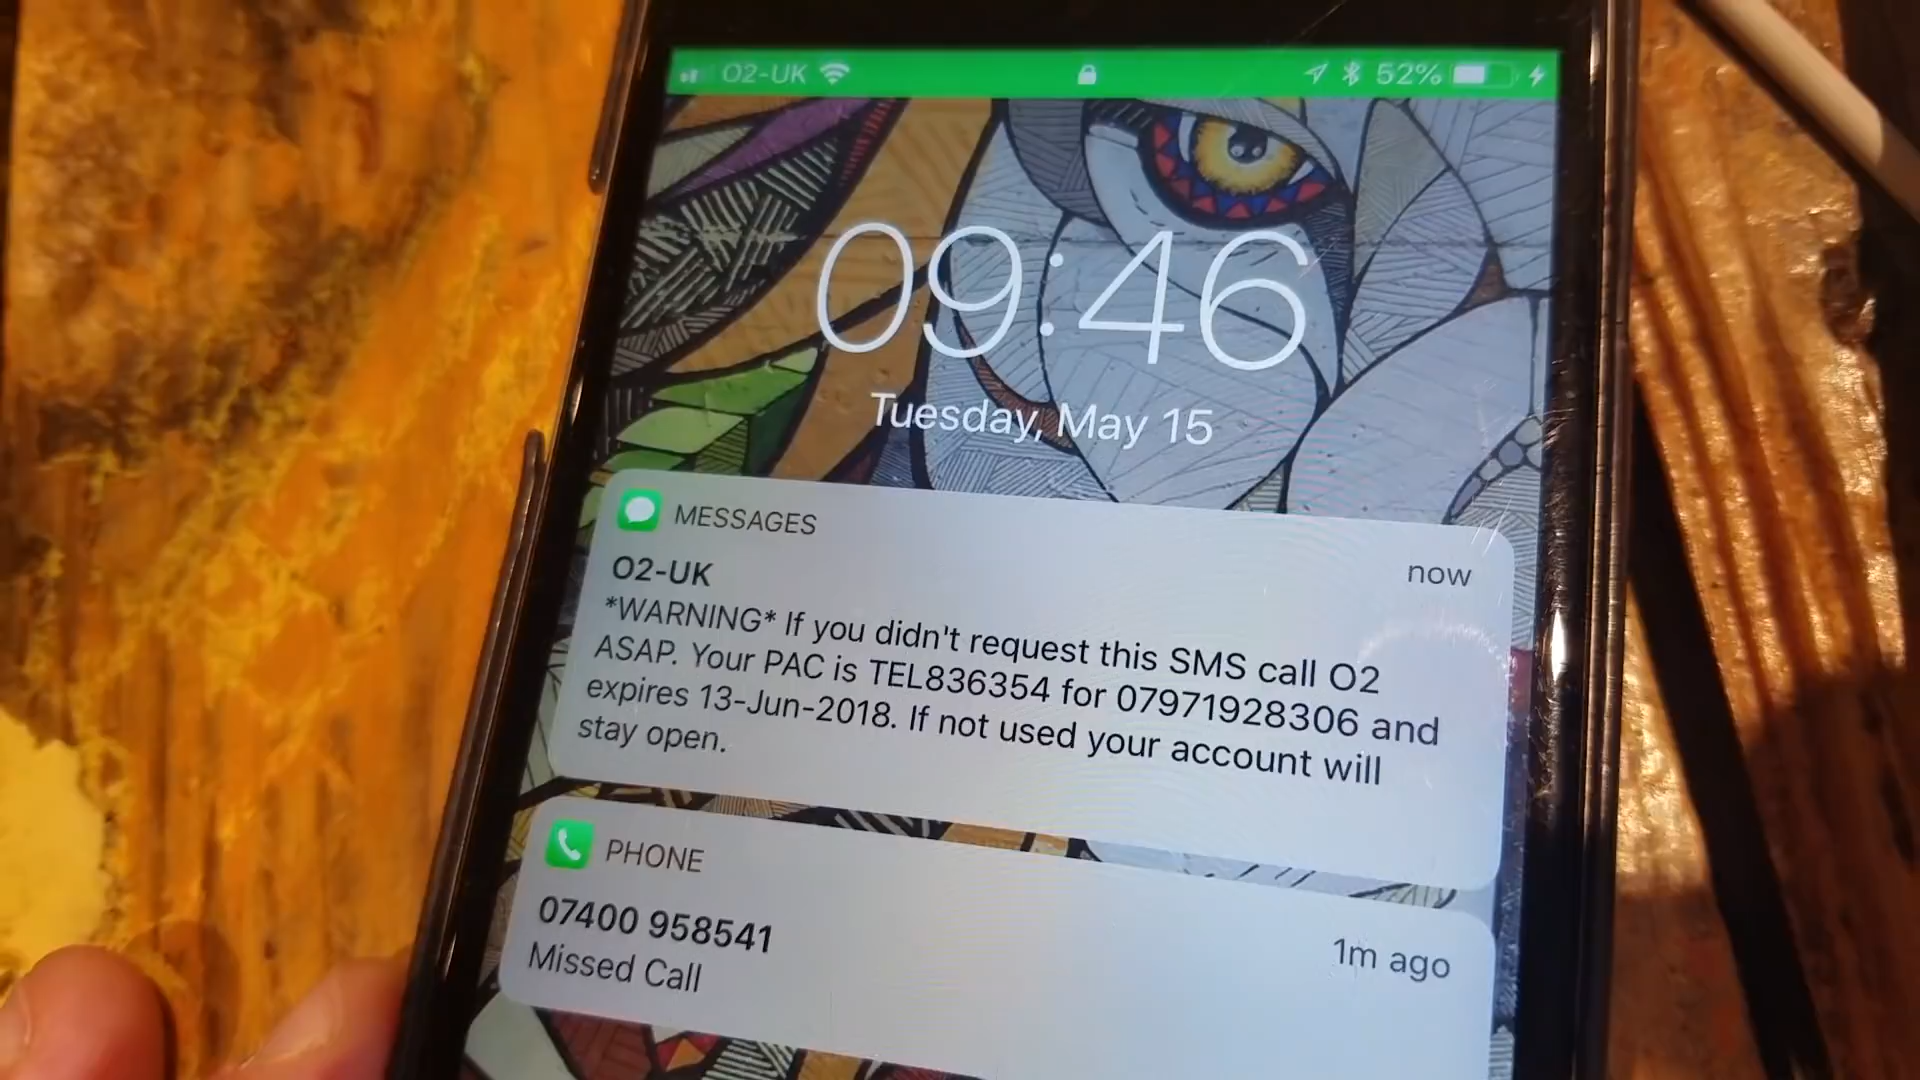 O2-UK 52%
09:46
Tuesday, May 15
MESSAGES
O2-UK now
*WARNING* If you didn't request this SMS call O2
ASAP. Your PAC is TEL836354 for 07971928306 and
expires 13-Jun-2018. If not used your account will
stay open.
PHONE
07400 958541
1m ago
Missed Call